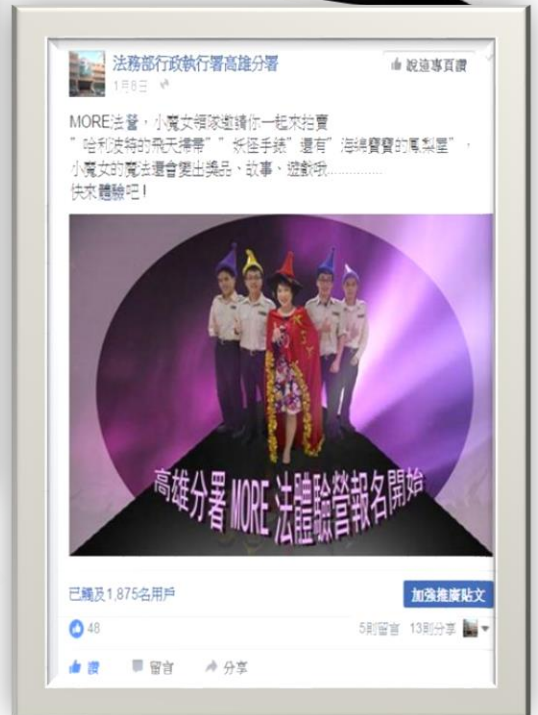 法務部行政執行署高雄分署
說這專頁讚
1月6日
MORE法營,小魔女領隊邀請你一起來拍賣
”哈利波特的飛天掃帚”“妖怪手錶”還有”海綿寶寶的鳳梨屋”,
小魔女的魔法還會變出獎品、故事、遊戲哦..............
快來體驗吧!
高雄分署 MORE 法體驗營報名開始
已觸及1,875名用戶
加強推廣貼文
48
5則留言 13則分享
讚 留言 分享